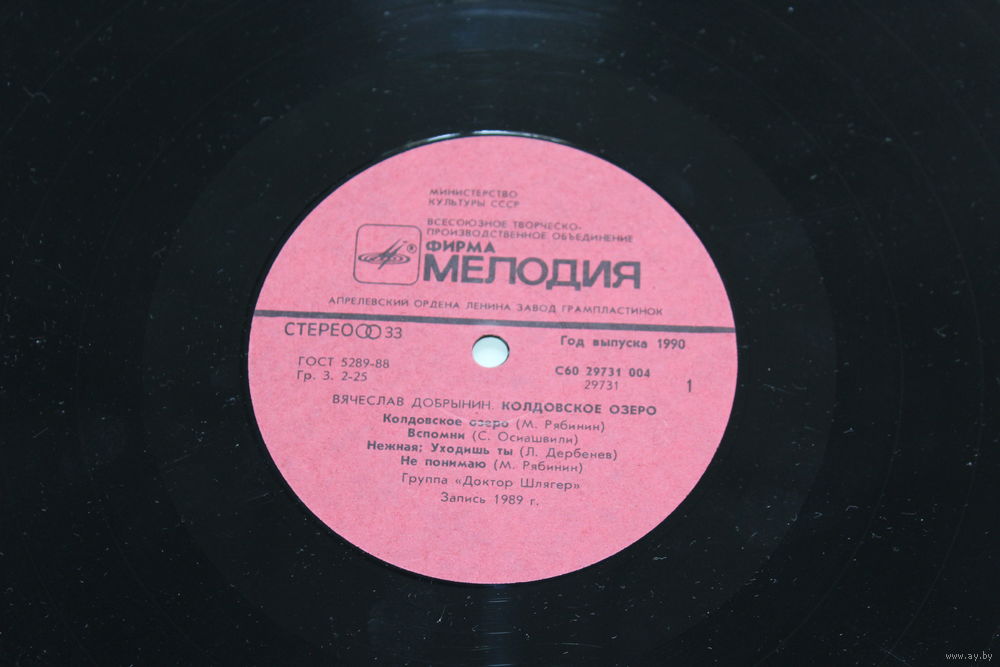 МИНИСТЕРСТВО
КУЛЬТУРЫ СССР
ВСЕСОЮЗНОЕ ТВОРЧЕСКО-
ПРОИЗВОДСТВЕННОЕ ОБЪЕДИНЕНИЕ
®
ФИРМА
МЕЛОДИЯ
АПРЕЛЕВСКИЙ ОРДЕНА ЛЕНИНА ЗАВОД ГРАМПЛАСТИНОК
СТЕРЕО 33
Год выпуска 1990
ГОСТ 5289-88
Гр. 3. 2-25
С60 29731 004
29731
1
ВЯЧЕСЛАВ ДОБРЫНИН. КОЛДОВСКОЕ ОЗЕРО
Колдовское озеро (М. Рябинин)
Вспомни (С. Осиашвили)
Нежная; Уходишь ты (Л. Дербенев)
Не понимаю (М. Рябинин)
Группа «Доктор Шлягер»
Запись 1989 г.
www.ay.by